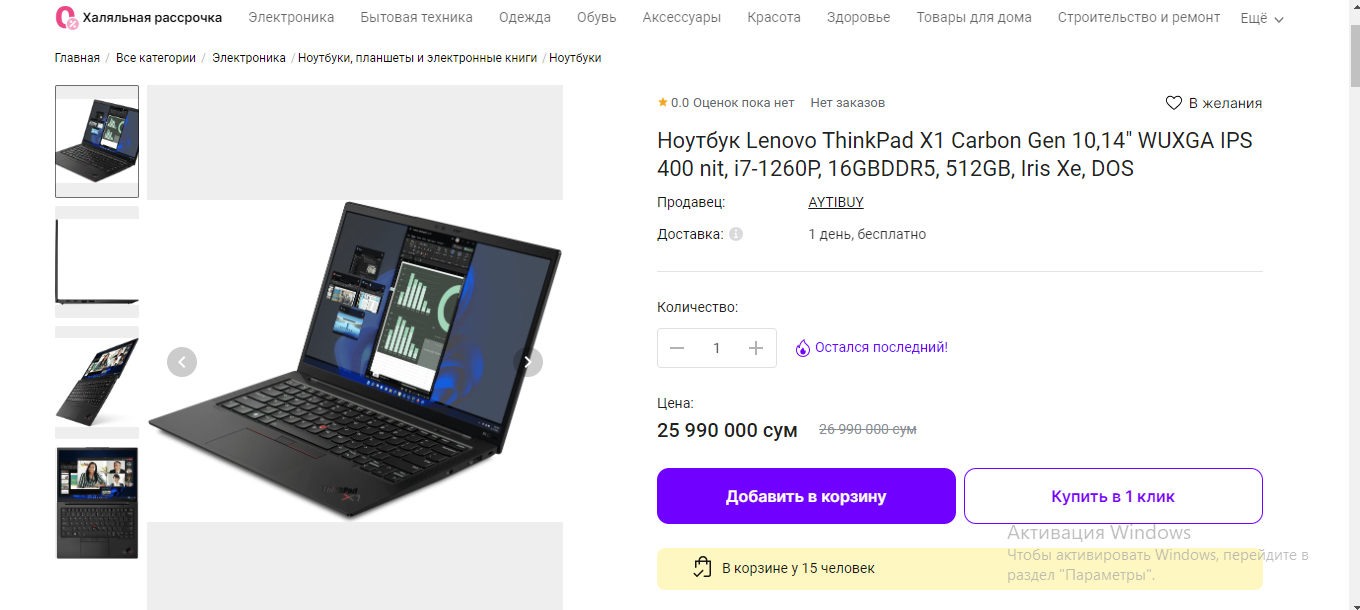 Халяльная рассрочка
Электроника
Бытовая техника
Одежда
Обувь
Аксессуары
Красота
Здоровье
Товары для дома
Строительство и ремонт
Ещё
Главная / Все категории / Электроника / Ноутбуки, планшеты и электронные книги / Ноутбуки
0.0 Оценок пока нет
Нет заказов
В желания
Ноутбук Lenovo ThinkPad X1 Carbon Gen 10,14" WUXGA IPS
400 nit, i7-1260P, 16GBDDR5, 512GB, Iris Xe, DOS
Продавец: AYTIBUY
Доставка: 1 день, бесплатно
Количество:
1
Остался последний!
Цена:
25 990 000 сум 26 990 000 сум
Добавить в корзину
Купить в 1 клик
Активация Windows
Чтобы активировать Windows, перейдите в
раздел "Параметры".
В корзине у 15 человек